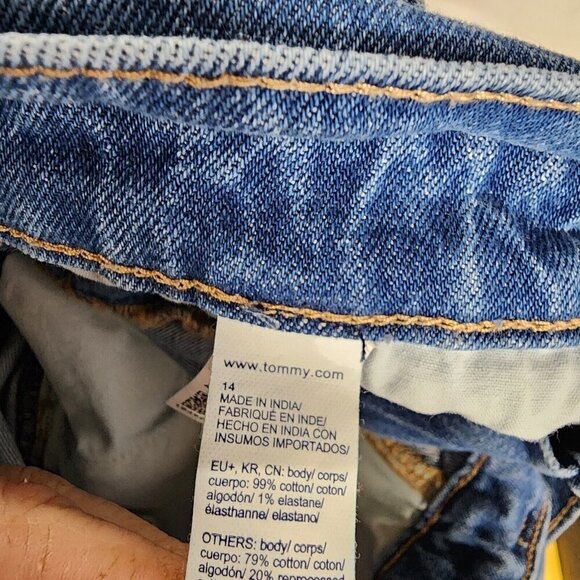 www.tommy.com
14
MADE IN INDIA/
FABRIQUÉ EN INDE/
HECHO EN INDIA CON
INSUMOS IMPORTADOS/
EU+, KR, CN: body/ corps/
cuerpo: 99% cotton/ coton/
algodón/ 1% elastane/
élasthanne/ elastano/
OTHERS: body/ corps/
cuerpo: 79% cotton/ coton/
algodón/ 20% reprocessed